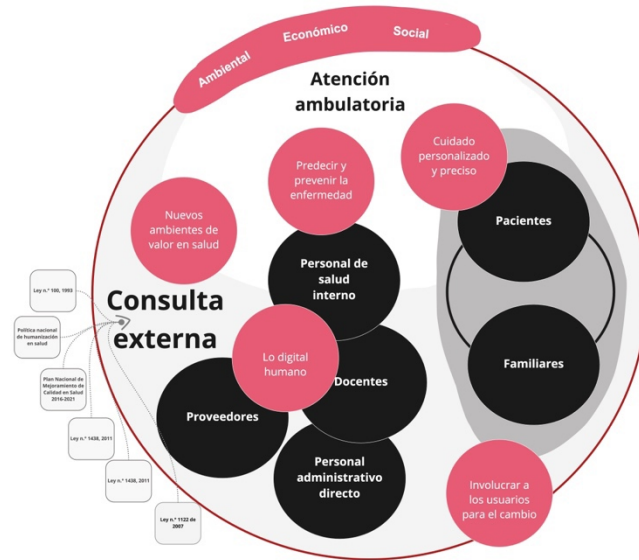 Ambiental
Económico
Social
Atención
ambulatoria
Cuidado
personalizado
y preciso
Predecir y
prevenir la
enfermedad
Pacientes
Nuevos
ambientes de
valor en salud
Personal de
salud
interno
Consulta
externa
Ley n.° 100, 1993
Política nacional
de humanización
en salud
Plan Nacional de
Mejoramiento de
Calidad en Salud
2016-2021
Ley n.° 1438, 2011
Ley n.° 1438, 2011
Ley n.° 1122 de
2007
Lo digital
humano
Docentes
Familiares
Proveedores
Personal
administrativo
directo
Involucrar a
los usuarios
para el cambio